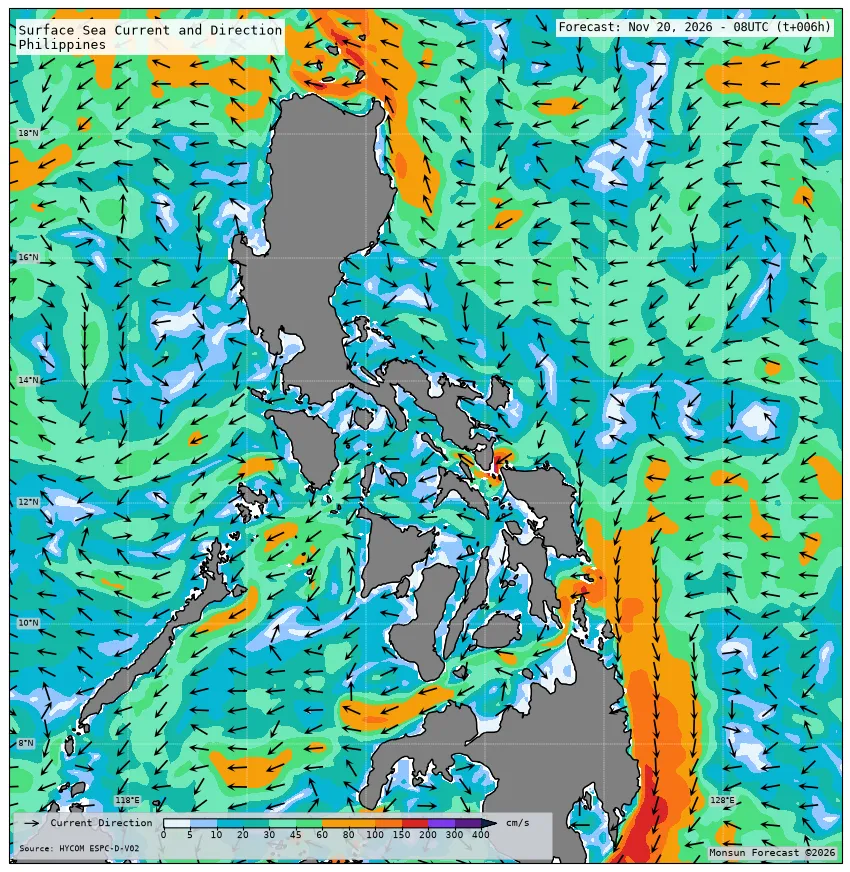 Surface Sea Current and Direction
Philippines
Forecast: Nov 20, 2026 - 08UTC (t+006h)
18°N
16°N
14°N
12°N
10°N
8°N
118°E
128°E
Current Direction
cm/s
0 5 10 20 30 45 60 80 100 150 200 300 400
Source: HYCOM ESPC-D-V02
Monsun Forecast ©2026